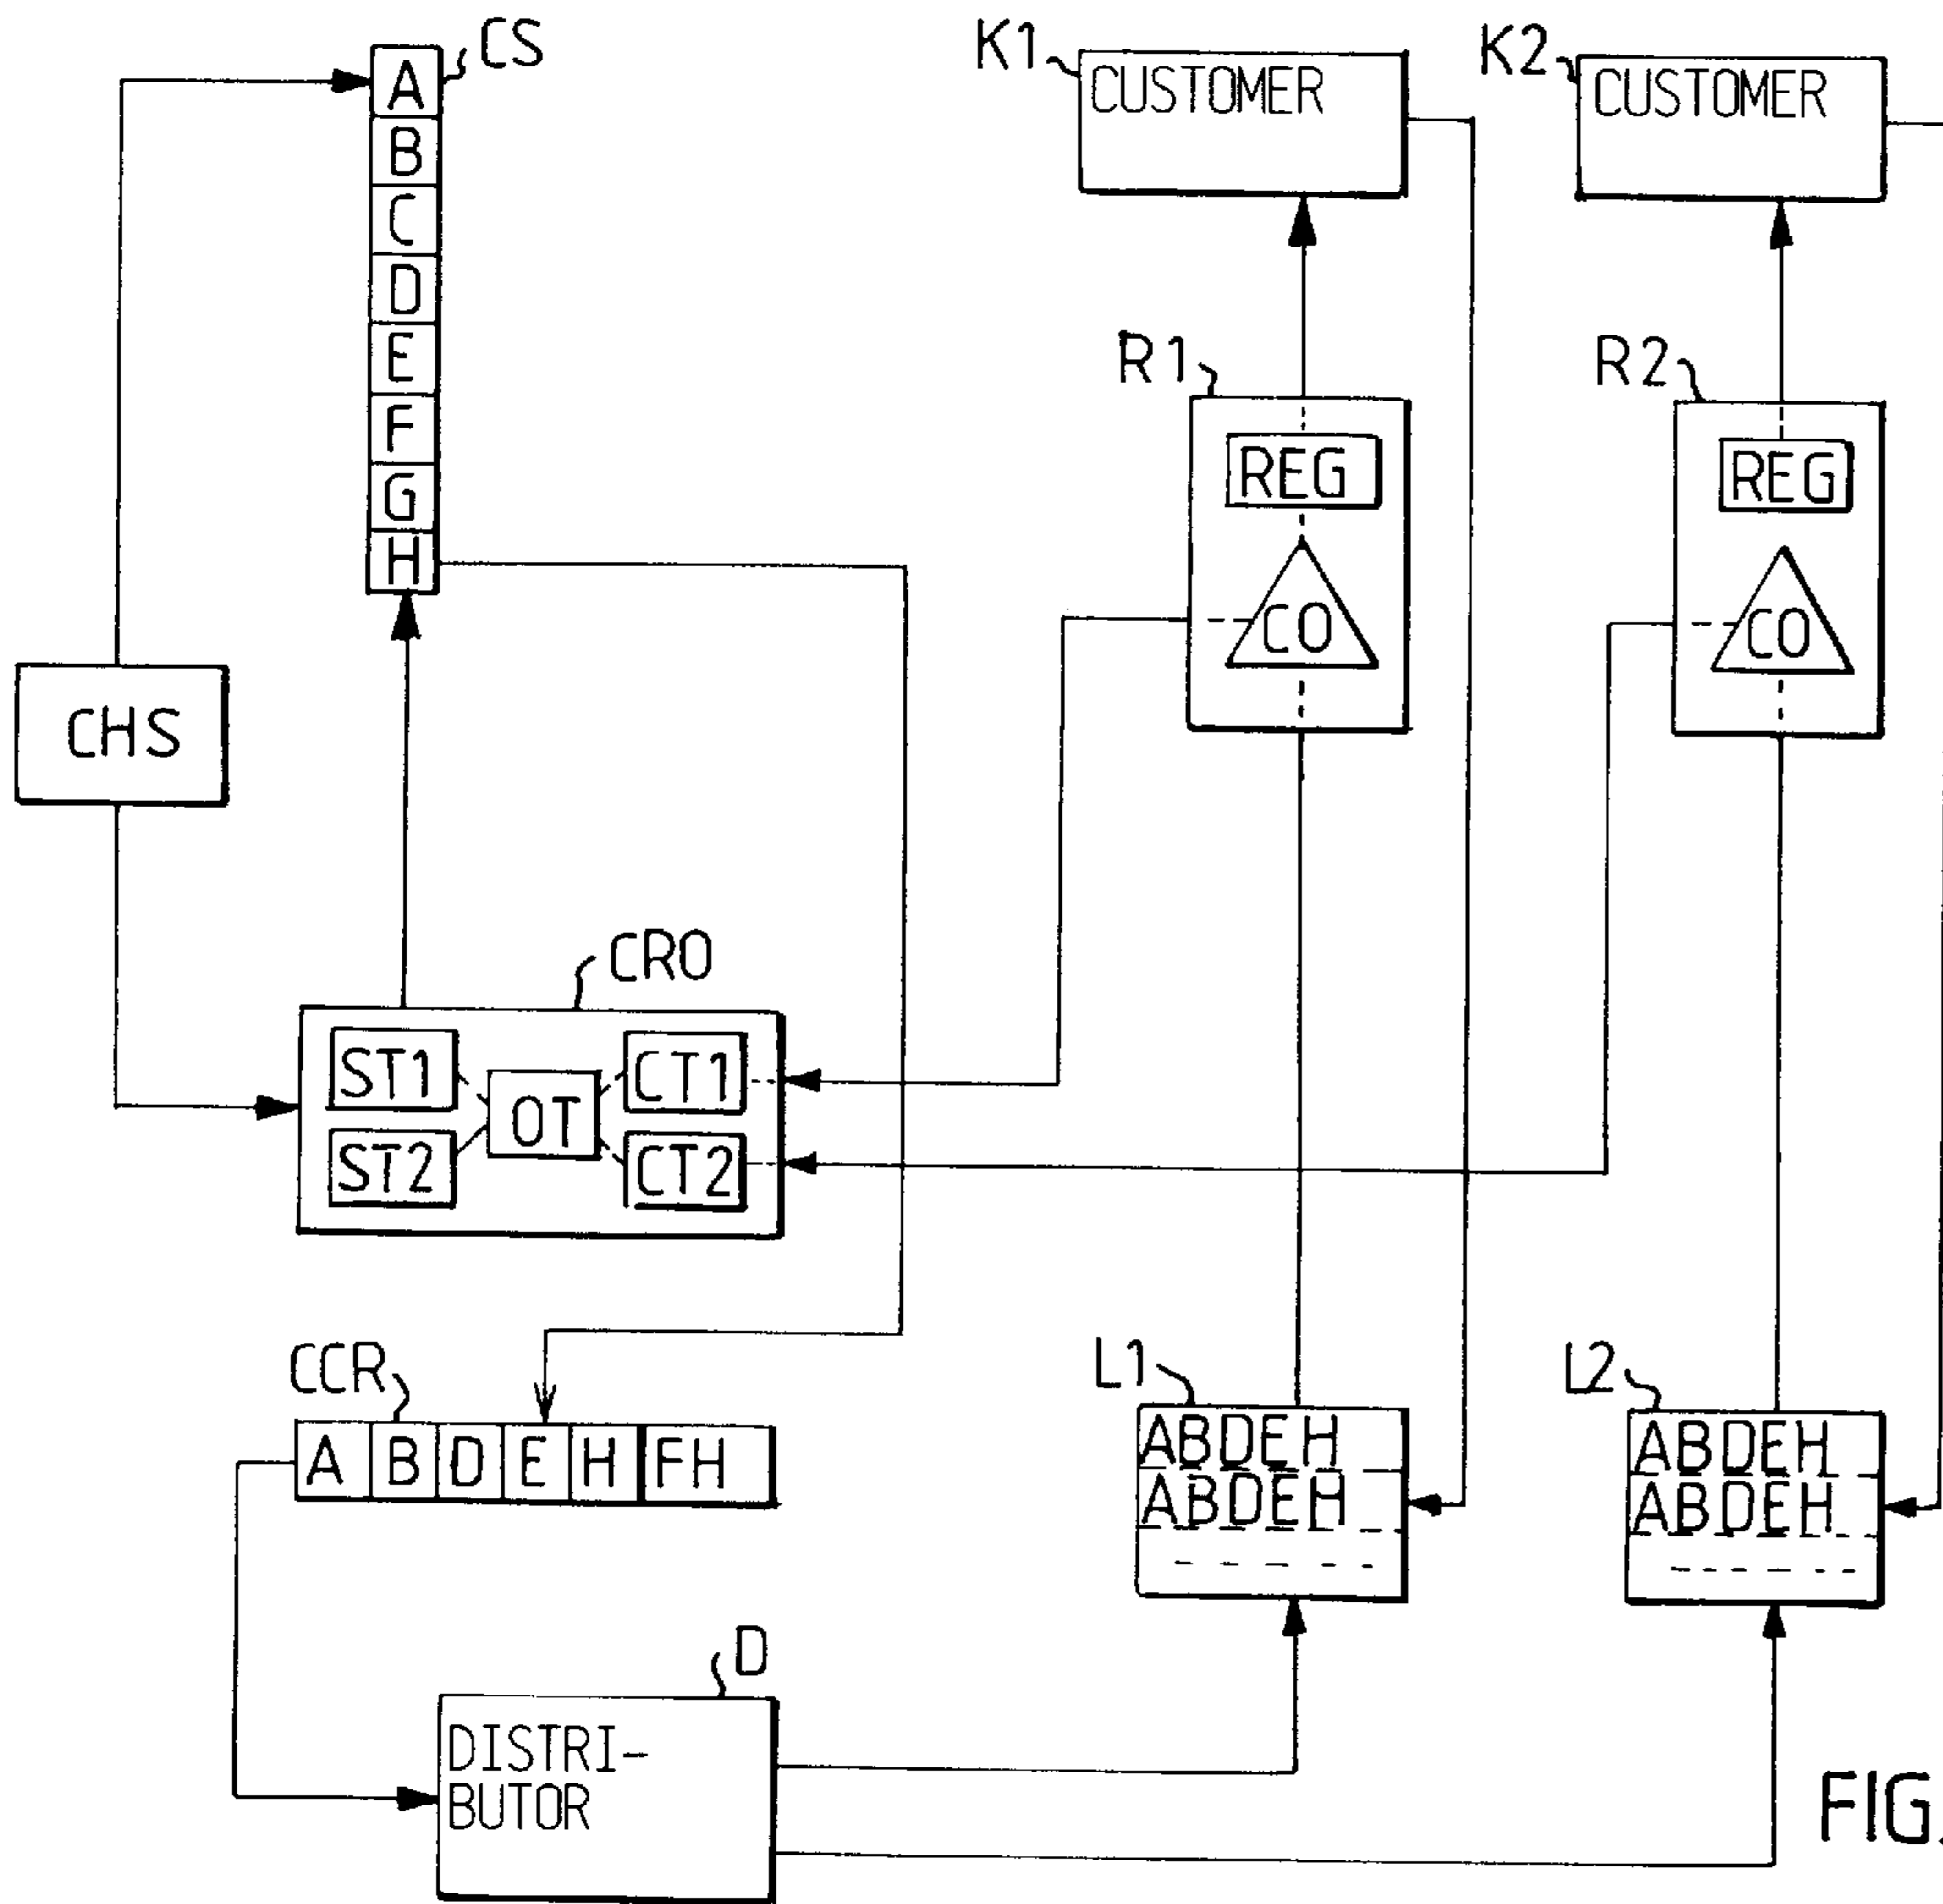 CS
A
B
C
D
E
F
G
H
K1
CUSTOMER
K2
CUSTOMER
R1
REG
CO
R2
REG
CO
CHS
CRO
ST1
ST2
OT
CT1
CT2
CCR
A B D E H FH
L1
ABDEH
ABDEH
L2
ABDEH
ABDEH
D
DISTRI-
BUTOR
FIG.